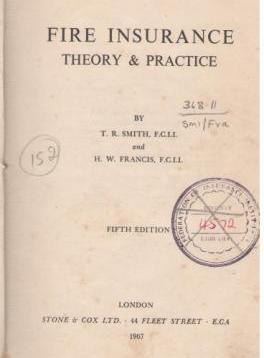 FIRE INSURANCE
THEORY & PRACTICE
BY
368.11
Smi/Fra
T. R. SMITH, F.C.I.I.
and
H. W. FRANCIS, F.C.I.I.
152
FIFTH EDITION
4572
LONDON
STONE & COX LTD. · 44 FLEET STREET · E.C.4
1967